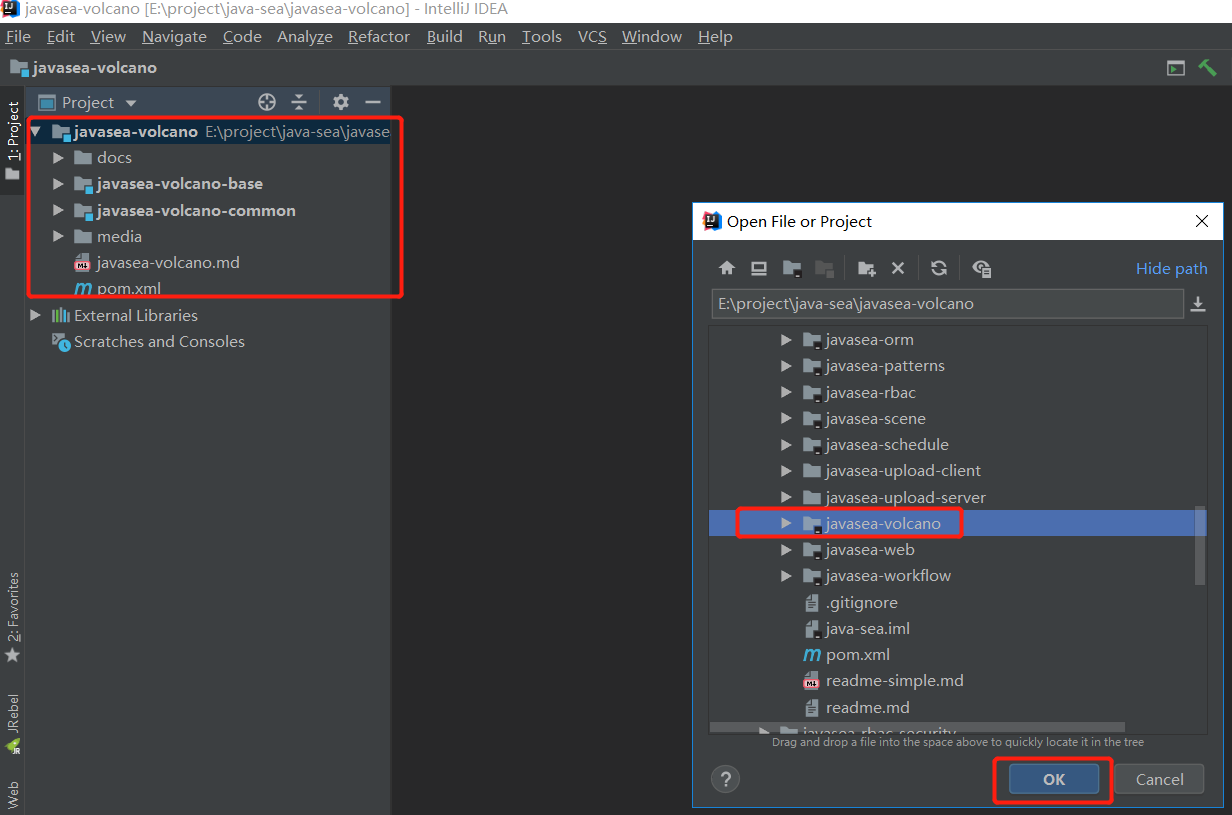 javasea-volcano [E:\project\java-sea\javasea-volcano] - IntelliJ IDEA
File Edit View Navigate Code Analyze Refactor Build Run Tools VCS Window Help
javasea-volcano
1: Project
Project
javasea-volcano E:\project\java-sea\javase
docs
javasea-volcano-base
javasea-volcano-common
media
javasea-volcano.md
pom.xml
External Libraries
Scratches and Consoles
2: Favorites
JRebel
Web
Open File or Project
Hide path
E:\project\java-sea\javasea-volcano
javasea-orm
javasea-patterns
javasea-rbac
javasea-scene
javasea-schedule
javasea-upload-client
javasea-upload-server
javasea-volcano
javasea-web
javasea-workflow
.gitignore
java-sea.iml
pom.xml
readme-simple.md
readme.md
javasea-rbac-security
Drag and drop a file into the space above to quickly locate it in the tree
?
OK
Cancel